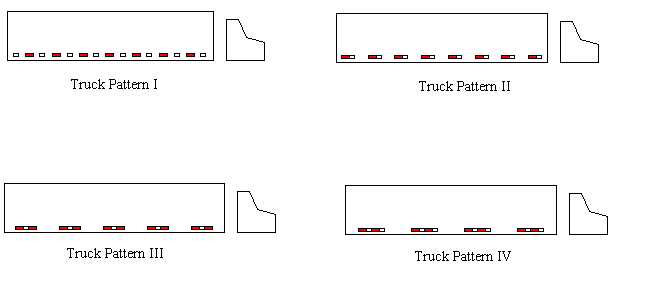 Truck Pattern I
Truck Pattern II
Truck Pattern III
Truck Pattern IV